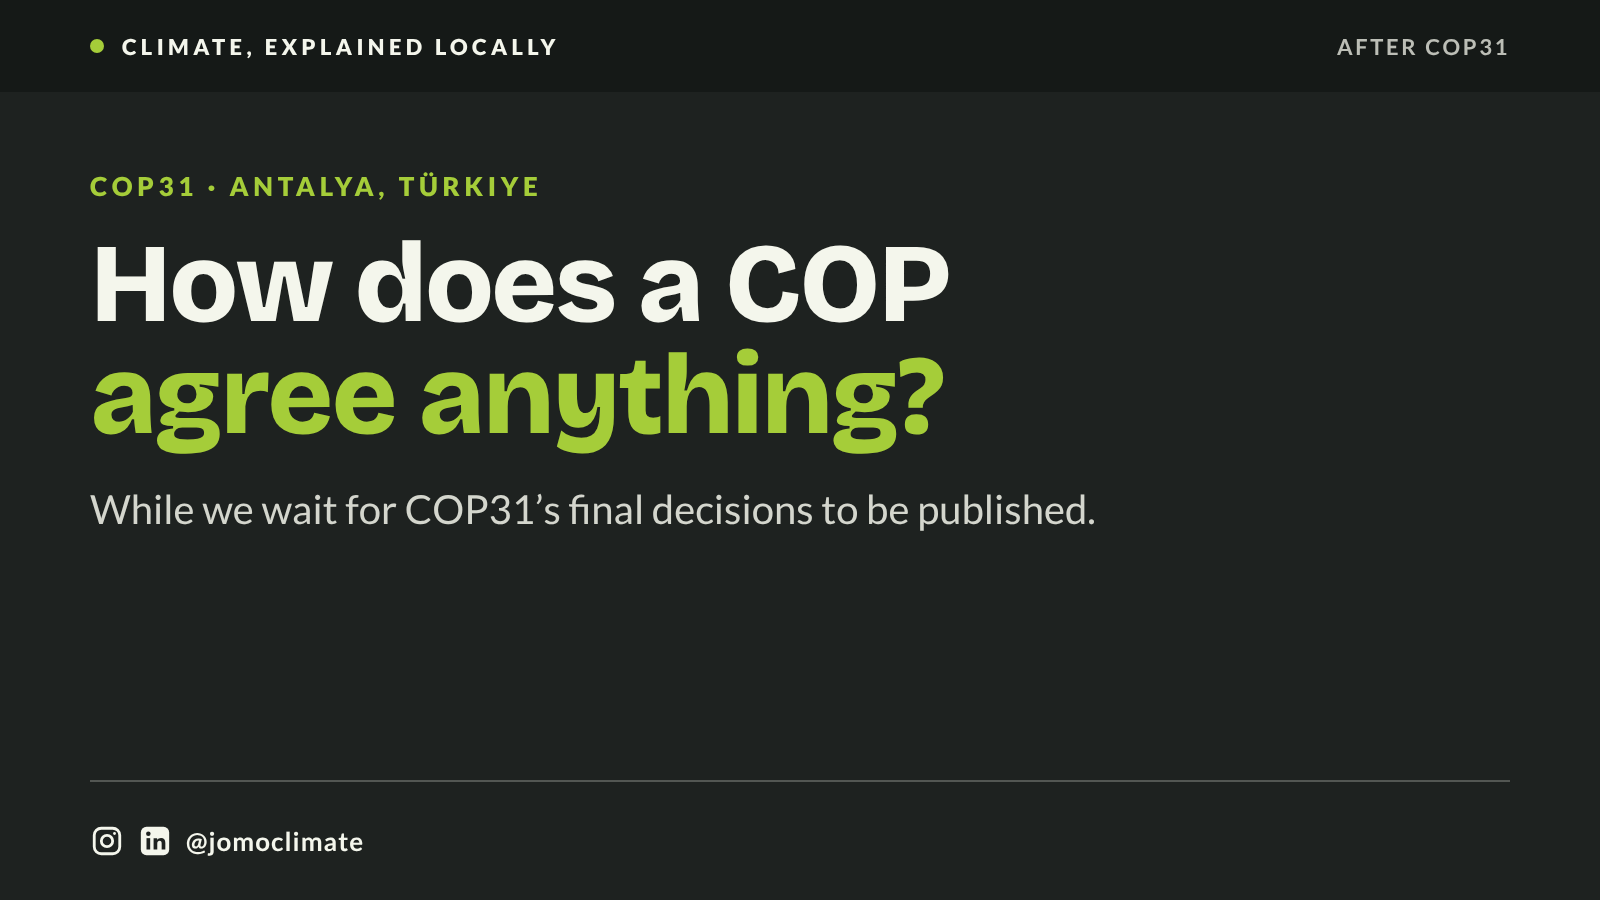 CLIMATE, EXPLAINED LOCALLY
AFTER COP31
COP31 · ANTALYA, TÜRKIYE
How does a COP
agree anything?
While we wait for COP31’s final decisions to be published.
@jomoclimate